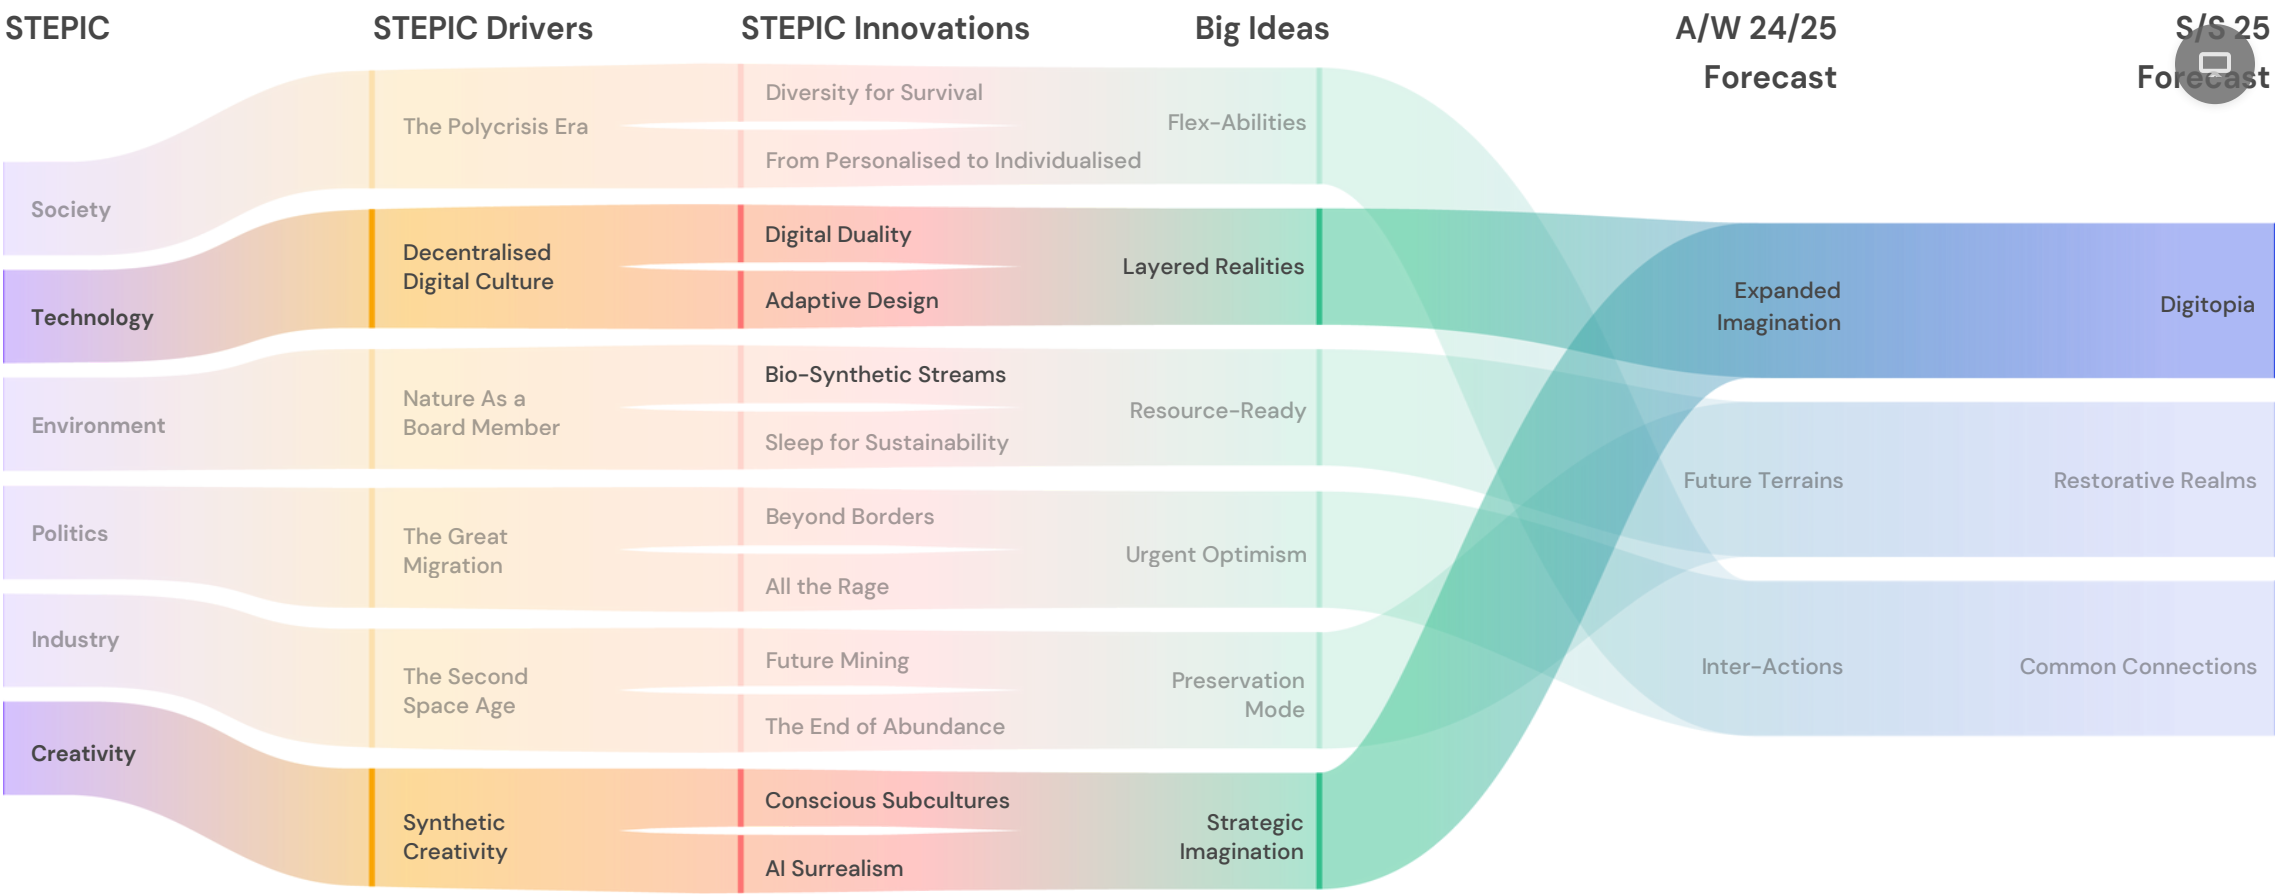 STEPIC
STEPIC Drivers
STEPIC Innovations
Big Ideas
A/W 24/25
Forecast
S/S 25
Forecast
Society
The Polycrisis Era
Diversity for Survival
From Personalised to Individualised
Flex-Abilities
Technology
Decentralised
Digital Culture
Digital Duality
Adaptive Design
Layered Realities
Expanded
Imagination
Digitopia
Environment
Nature As a
Board Member
Bio-Synthetic Streams
Sleep for Sustainability
Resource-Ready
Future Terrains
Restorative Realms
Politics
The Great
Migration
Beyond Borders
All the Rage
Urgent Optimism
Inter-Actions
Common Connections
Industry
The Second
Space Age
Future Mining
The End of Abundance
Preservation
Mode
Creativity
Synthetic
Creativity
Conscious Subcultures
AI Surrealism
Strategic
Imagination